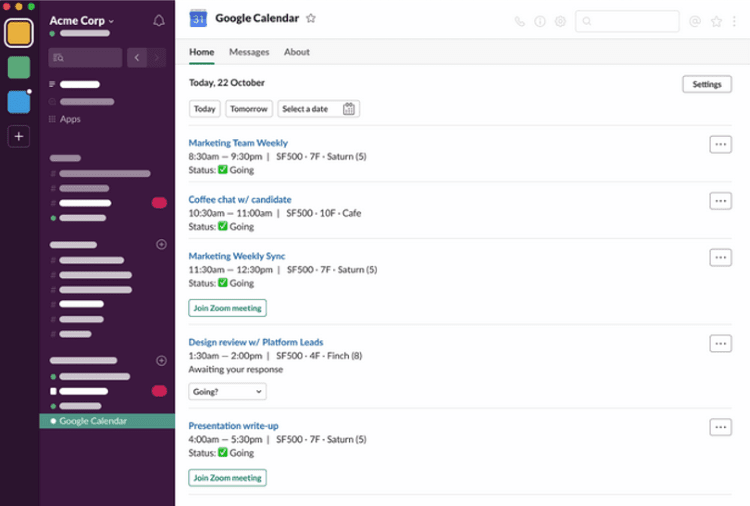 Acme Corp
Apps
Google Calendar
31
Google Calendar
Home Messages About
Today, 22 October
Settings
Today Tomorrow Select a date
Marketing Team Weekly
8:30am — 9:30pm | SF500 · 7F · Saturn (5)
Status: ✅ Going
Coffee chat w/ candidate
10:30am — 11:00am | SF500 · 10F · Cafe
Status: ✅ Going
Marketing Weekly Sync
11:30am — 12:30pm | SF500 · 7F · Saturn (5)
Status: ✅ Going
Join Zoom meeting
Design review w/ Platform Leads
1:30am — 2:00pm | SF500 · 4F · Finch (8)
Awaiting your response
Going?
Presentation write-up
4:00am — 5:30pm | SF500 · 7F · Saturn (5)
Status: ✅ Going
Join Zoom meeting